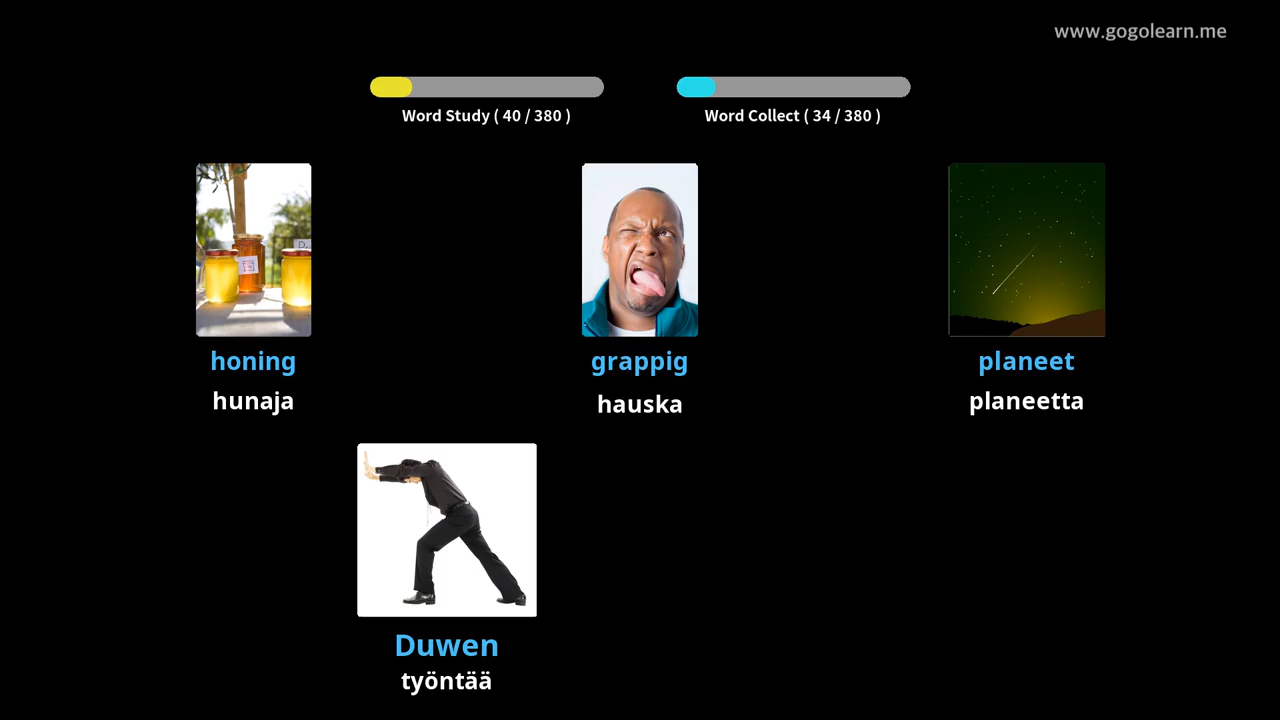 www.gogolearn.me
Word Study ( 40 / 380 )
Word Collect ( 34 / 380 )
honing
hunaja
grappig
hauska
planeet
planeetta
Duwen
työntää